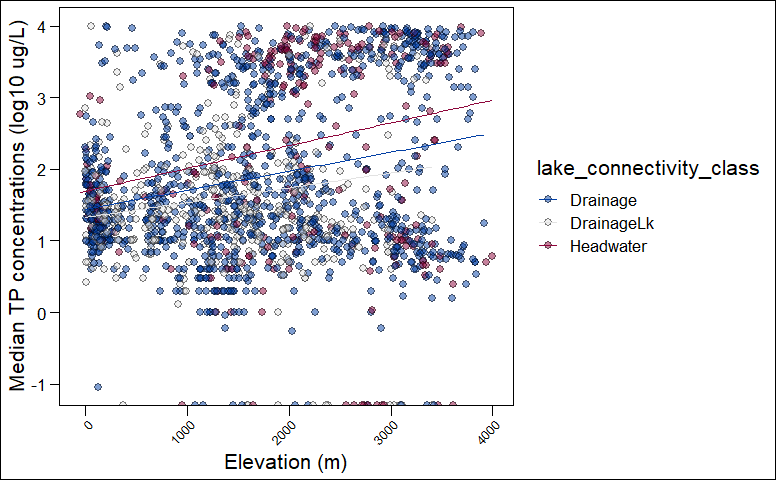 Median TP concentrations (log10 ug/L)
4
3
2
1
0
-1
0
1000
2000
3000
4000
Elevation (m)
lake_connectivity_class
Drainage
DrainageLk
Headwater